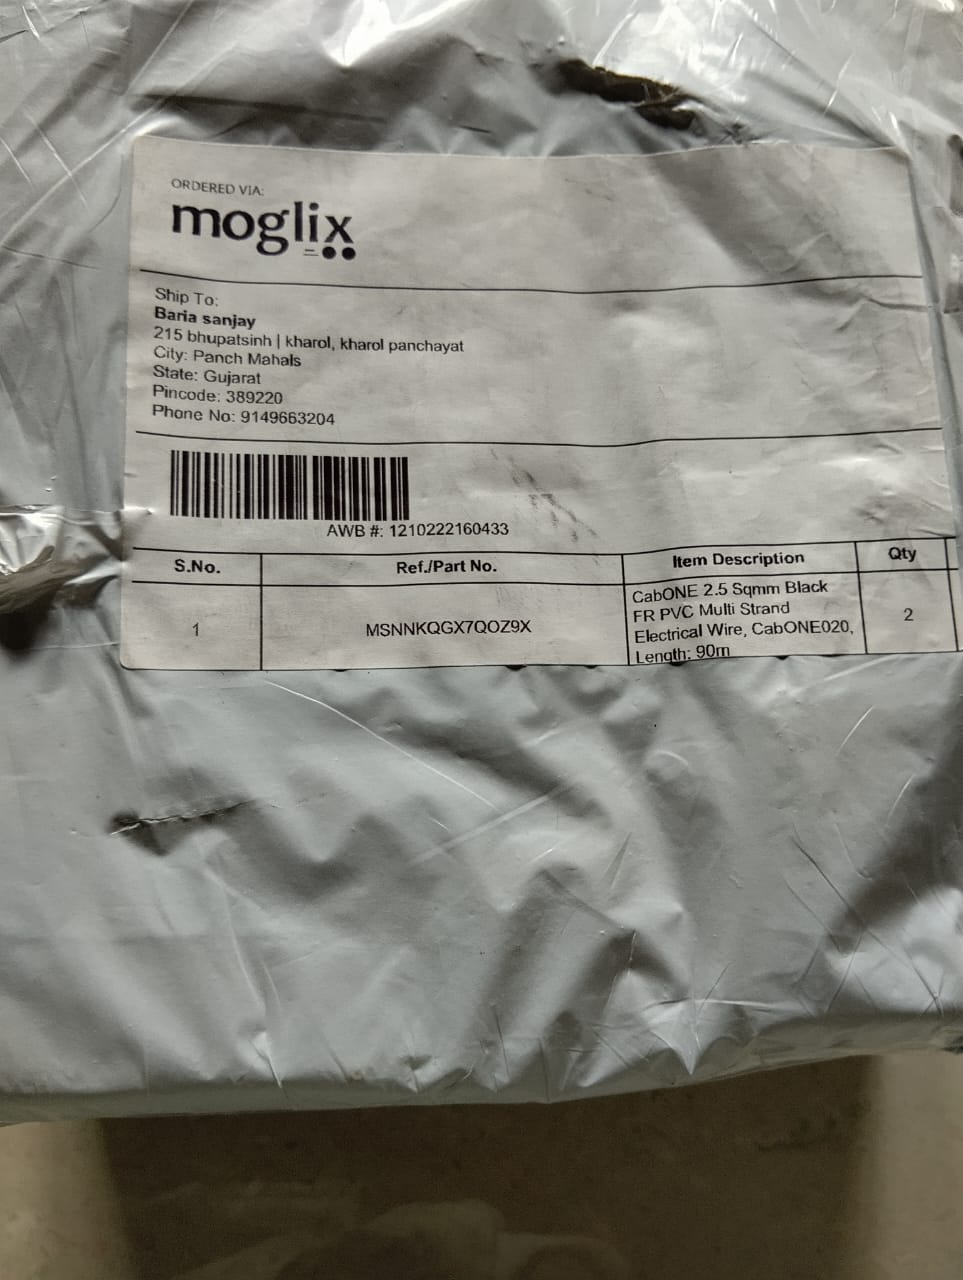 ORDERED VIA:
moglix
Ship To:
Baria sanjay
215 bhupatsinh | kharol, kharol panchayat
City: Panch Mahals
State: Gujarat
Pincode: 389220
Phone No: 9149663204
AWB #: 1210222160433
S.No. Ref./Part No. Item Description Qty
1 MSNNKQGX7QOZ9X CabONE 2.5 Sqmm Black
FR PVC Multi Strand
Electrical Wire, CabONE020,
Length: 90m
2